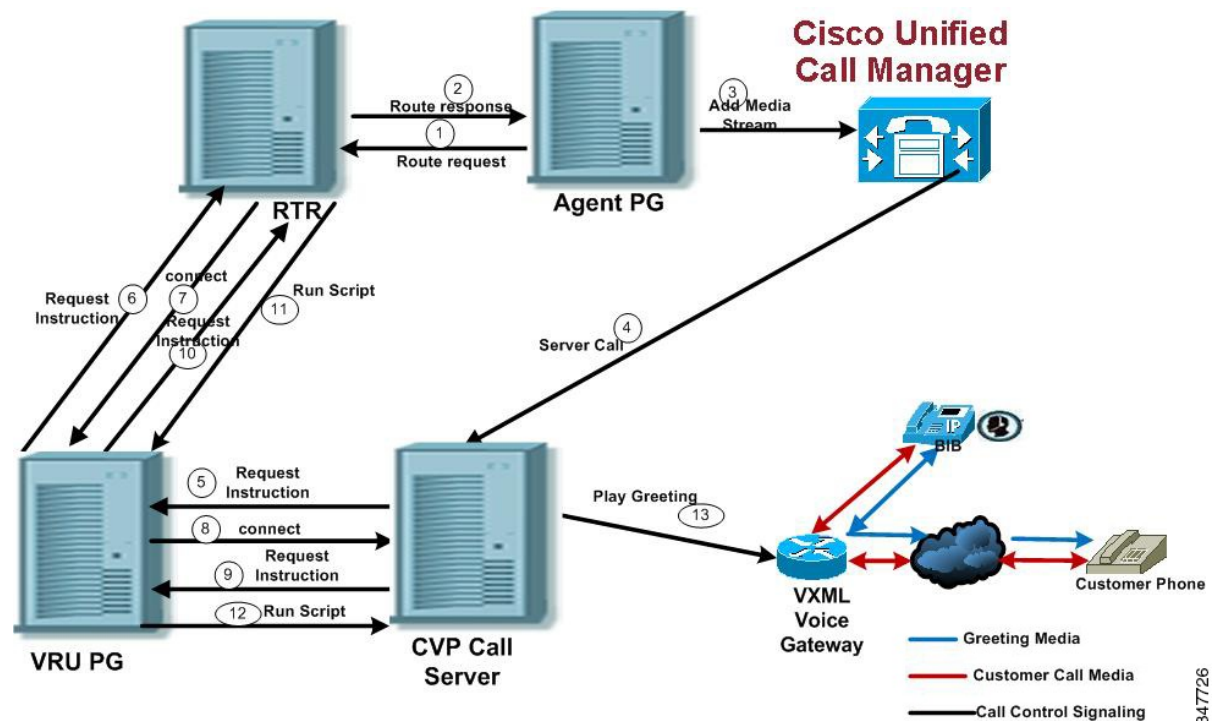 Cisco Unified
Call Manager
2
Route response
1
Route request
3
Add Media
Stream
Agent PG
RTR
connect
Request
Instruction
6
7
11
Run Script
Request
Instruction
10
4
Server Call
IP
BIB
5
Request
Instruction
8
connect
9
Request
Instruction
12
Run Script
Play Greeting
13
VRU PG
CVP Call
Server
VXML
Voice
Gateway
Customer Phone
Greeting Media
Customer Call Media
Call Control Signaling
347726